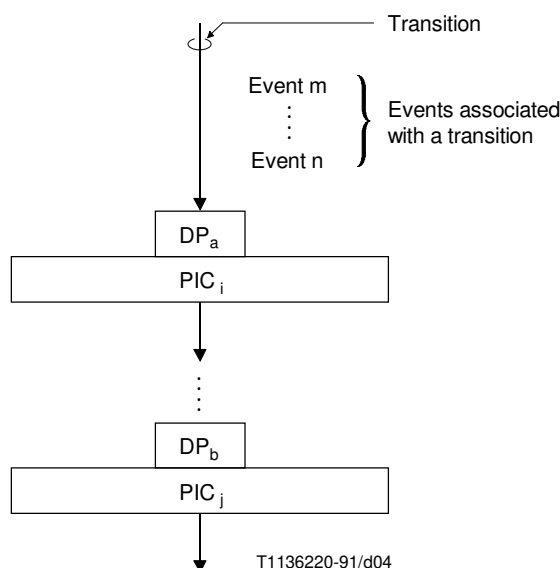 Transition
Event m
Event n
Events associated
with a transition
DPa
PIC i
DPb
PIC j
T1136220-91/d04